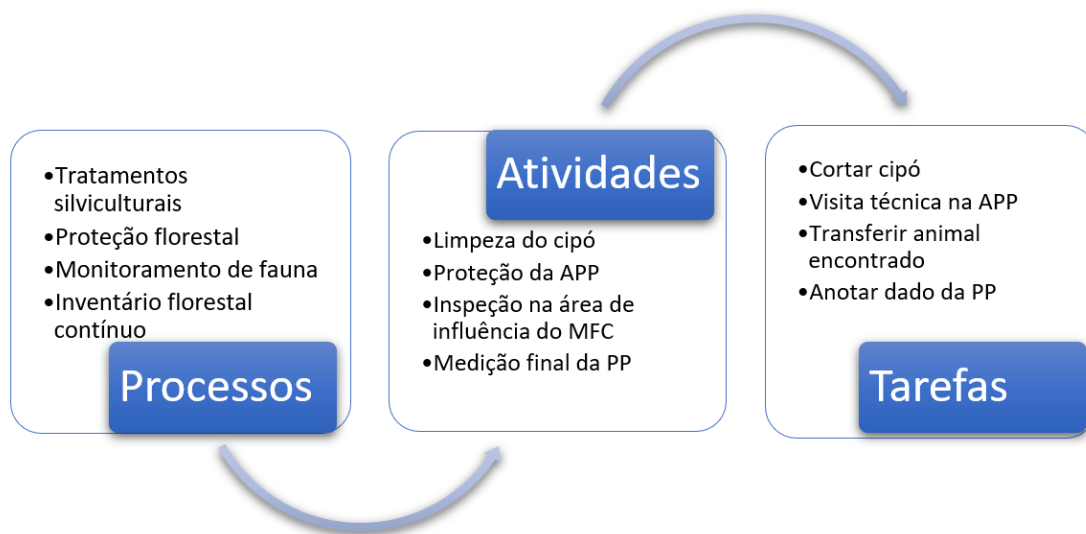 •Tratamentos
silviculturais
•Proteção florestal
•Monitoramento de fauna
•Inventário florestal
contínuo
Processos
Atividades
•Limpeza do cipó
•Proteção da APP
•Inspeção na área de
influência do MFC
•Medição final da PP
•Cortar cipó
•Visita técnica na APP
•Transferir animal
encontrado
•Anotar dado da PP
Tarefas